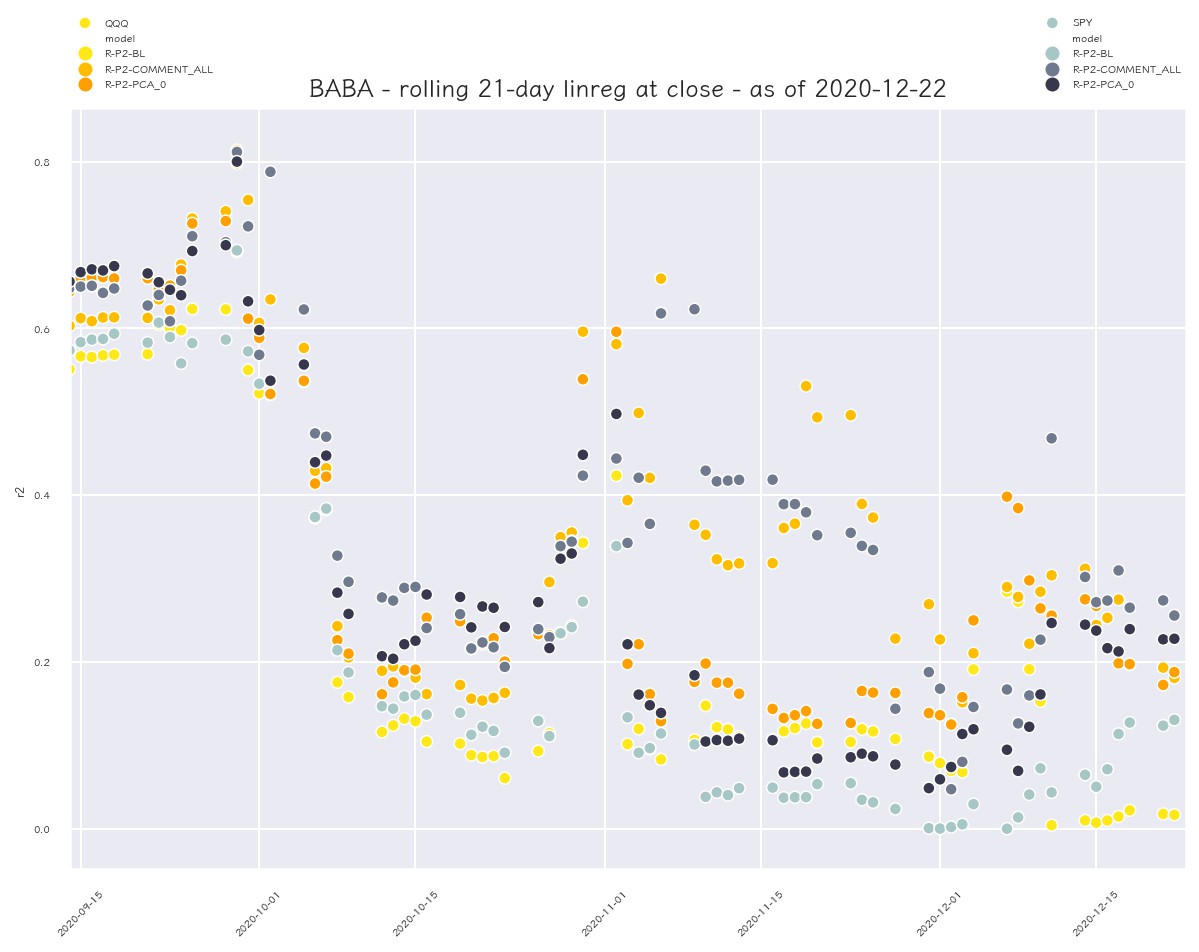 QQQ
model
R-P2-BL
R-P2-COMMENT_ALL
R-P2-PCA_0
SPY
model
R-P2-BL
R-P2-COMMENT_ALL
R-P2-PCA_0
BABA - rolling 21-day linreg at close - as of 2020-12-22
0.8
0.6
0.4
0.2
0.0
r2
2020-09-15
2020-10-01
2020-10-15
2020-11-01
2020-11-15
2020-12-01
2020-12-15